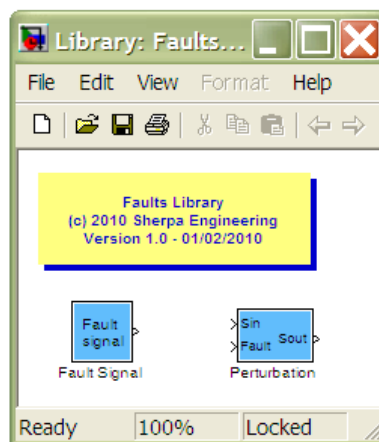 Library: Faults...
File Edit View Format Help
Faults Library
(c) 2010 Sherpa Engineering
Version 1.0 - 01/02/2010
Fault
signal
Fault Signal
Sin
Fault
Sout
Perturbation
Ready 100% Locked